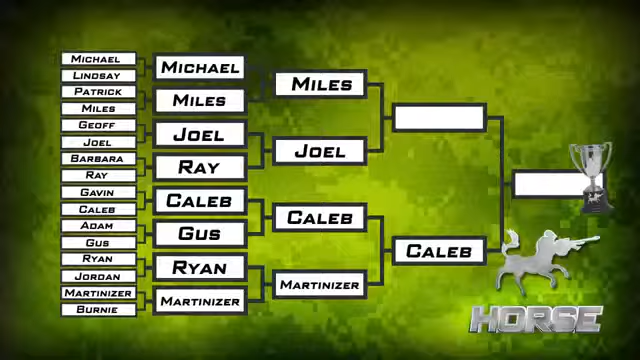 Michael
Lindsay
Patrick
Miles
Geoff
Joel
Barbara
Ray
Gavin
Caleb
Adam
Gus
Ryan
Jordan
Martinizer
Burnie
Michael
Miles
Joel
Ray
Caleb
Gus
Ryan
Martinizer
Miles
Joel
Caleb
Martinizer
Caleb
HORSE